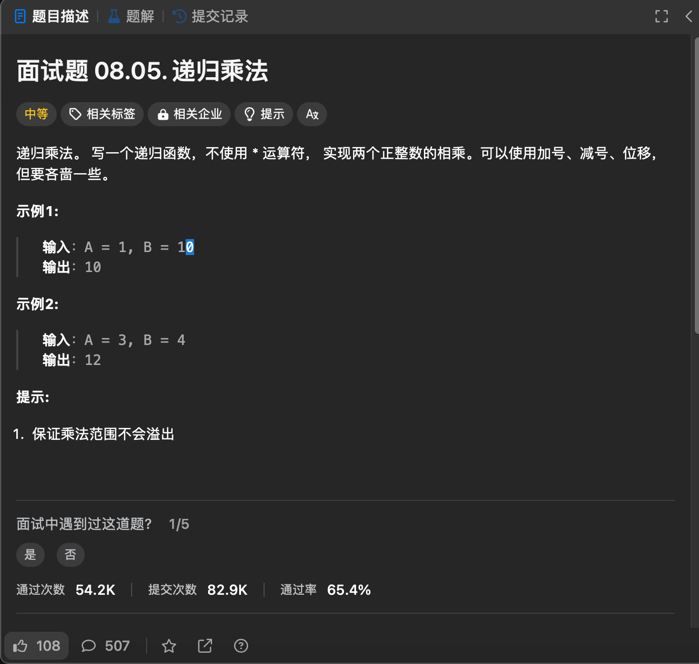 题目描述 题解 提交记录
面试题 08.05. 递归乘法
中等 相关标签 相关企业 提示 Aあ
递归乘法。 写一个递归函数，不使用 * 运算符， 实现两个正整数的相乘。可以使用加号、减号、位移，
但要吝啬一些。
示例1:
输入：A = 1, B = 10
输出：10
示例2:
输入：A = 3, B = 4
输出：12
提示:
1. 保证乘法范围不会溢出
面试中遇到过这道题? 1/5
是 否
通过次数 54.2K 提交次数 82.9K 通过率 65.4%
108 507